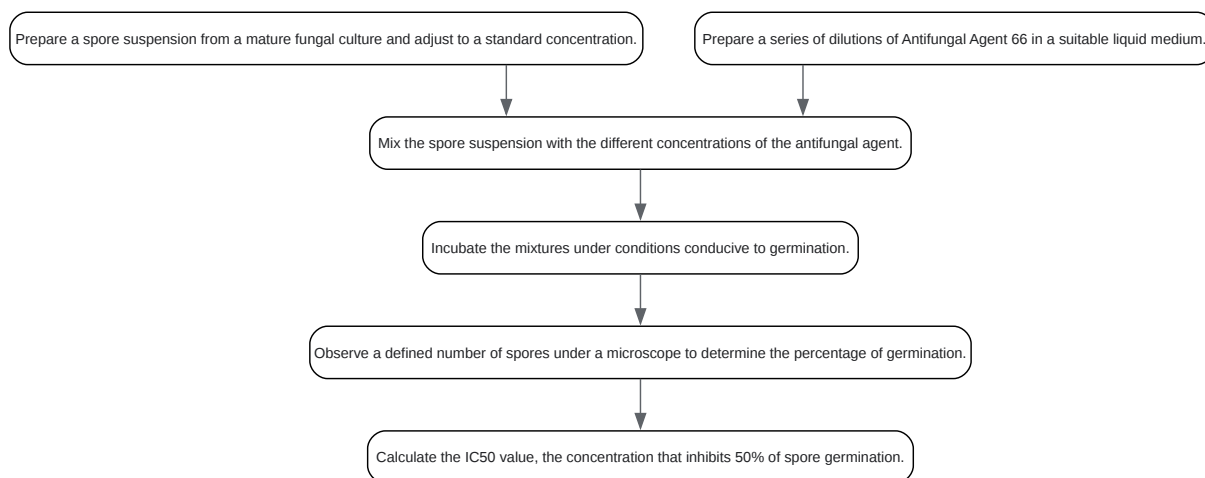 Prepare a spore suspension from a mature fungal culture and adjust to a standard concentration.
Prepare a series of dilutions of Antifungal Agent 66 in a suitable liquid medium.
Mix the spore suspension with the different concentrations of the antifungal agent.
Incubate the mixtures under conditions conducive to germination.
Observe a defined number of spores under a microscope to determine the percentage of germination.
Calculate the IC50 value, the concentration that inhibits 50% of spore germination.